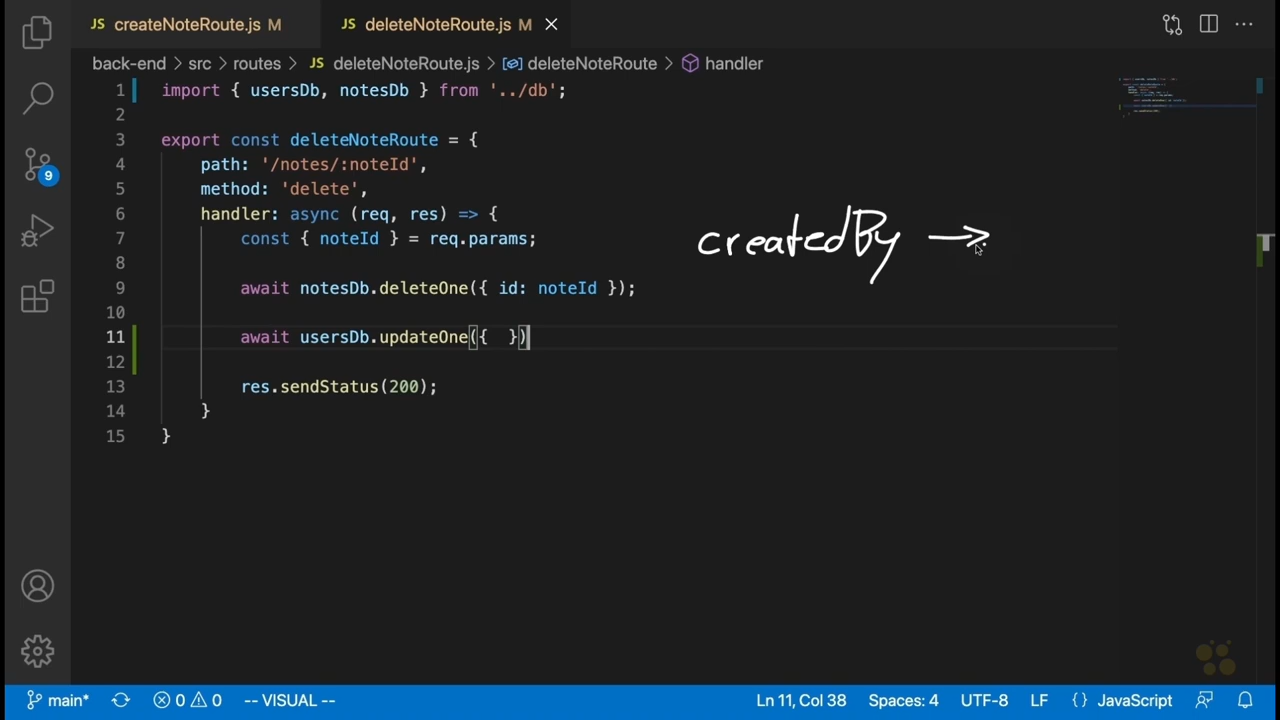 JS createNoteRoute.js M JS deleteNoteRoute.js M
back-end > src > routes > JS deleteNoteRoute.js > deleteNoteRoute > handler
1 import { usersDb, notesDb } from '../db';
2
3 export const deleteNoteRoute = {
4 path: '/notes/:noteId',
5 method: 'delete',
6 handler: async (req, res) => {
7 const { noteId } = req.params;
createdBy →
8
9 await notesDb.deleteOne({ id: noteId });
10
11 await usersDb.updateOne({  })
12
13 res.sendStatus(200);
14 }
15 }
9
main* 0 0 -- VISUAL -- Ln 11, Col 38 Spaces: 4 UTF-8 LF {} JavaScript